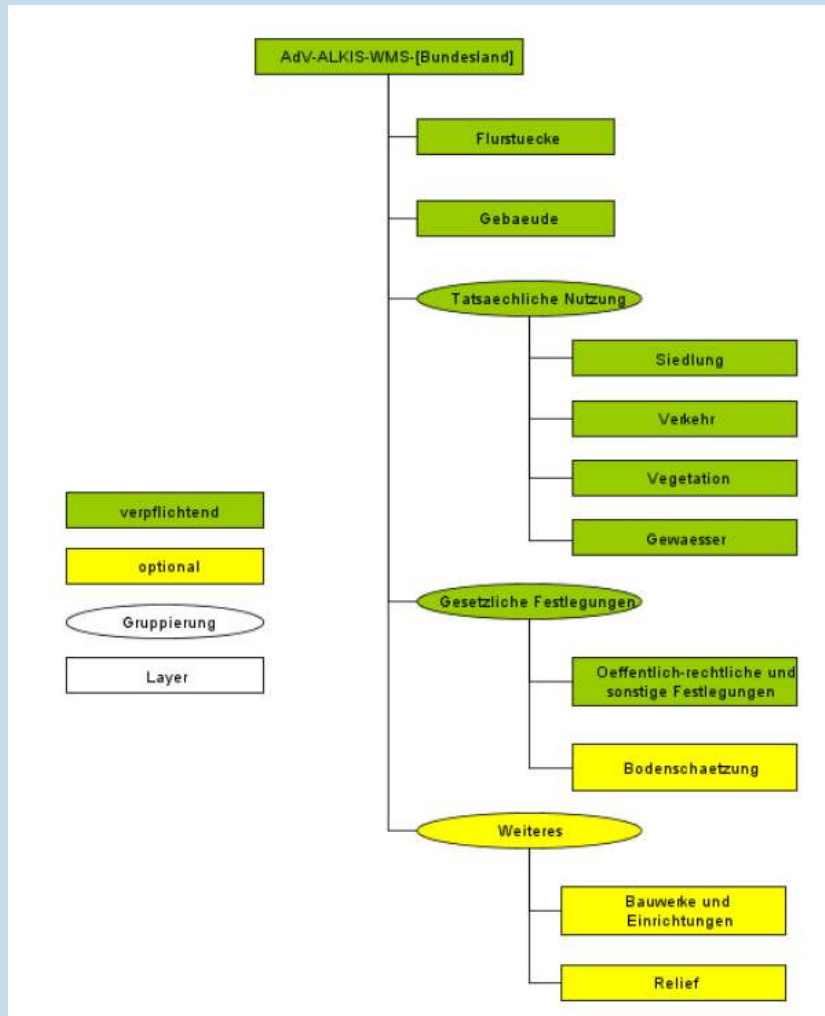 AdV-ALKIS-WMS-[Bundesland]
Flurstuecke
Gebaeude
Tatsaechliche Nutzung
Siedlung
Verkehr
Vegetation
Gewaesser
verpflichtend
optional
Gruppierung
Layer
Gesetzliche Festlegungen
Oeffentlich-rechtliche und
sonstige Festlegungen
Bodenschaetzung
Weiteres
Bauwerke und
Einrichtungen
Relief